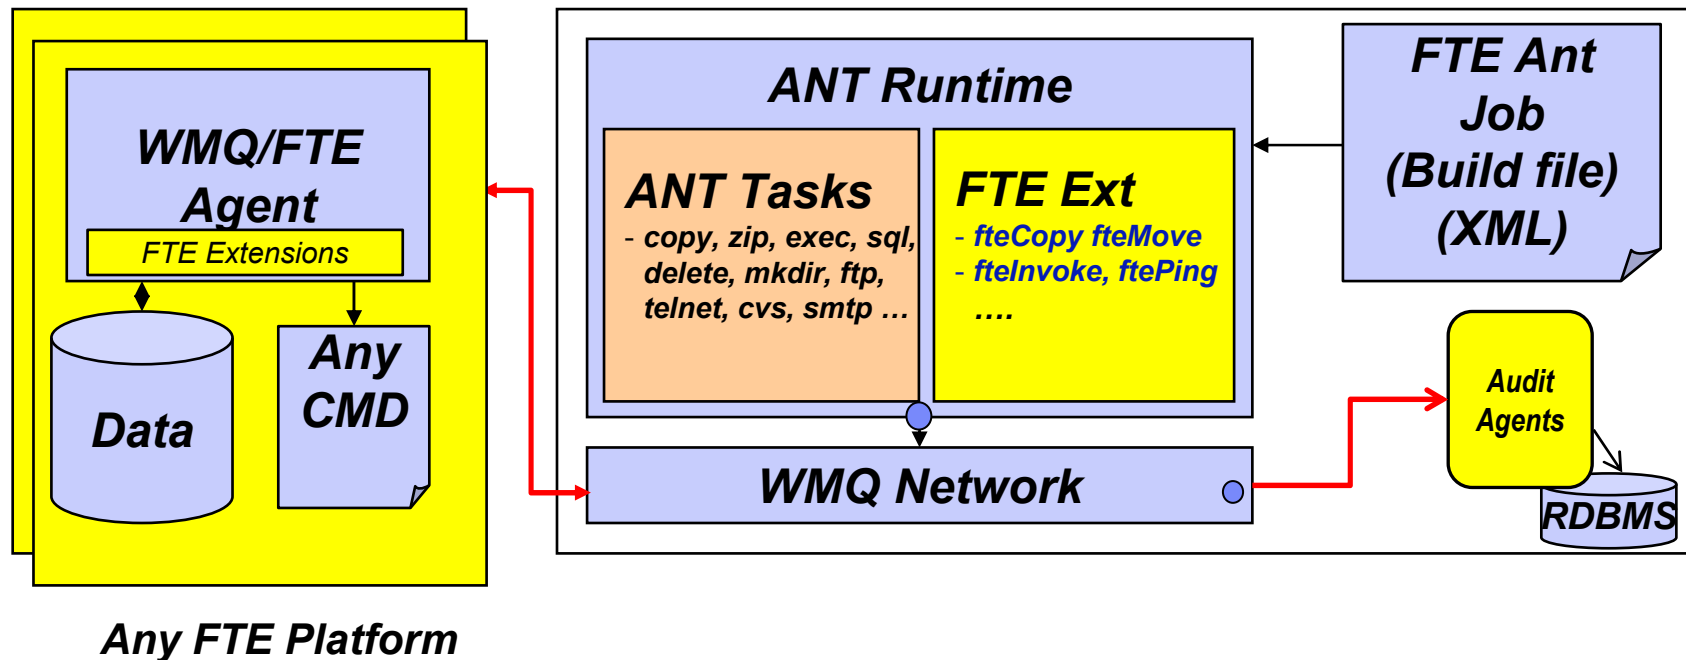 WMQ/FTE
Agent
FTE Extensions
Data
Any
CMD
Any FTE Platform
ANT Runtime
ANT Tasks
- copy, zip, exec, sql,
delete, mkdir, ftp,
telnet, cvs, smtp …
FTE Ext
- fteCopy fteMove
- fteInvoke, ftePing
….
WMQ Network
FTE Ant
Job
(Build file)
(XML)
Audit
Agents
RDBMS